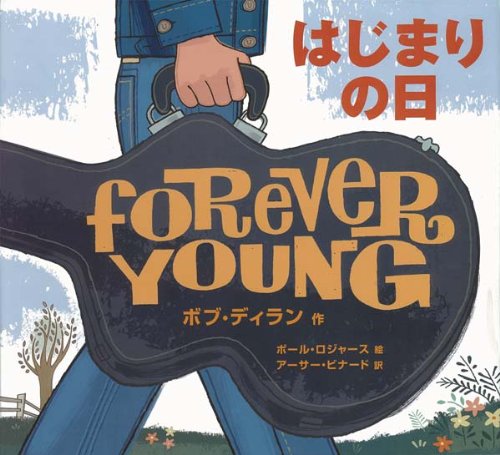 はじまり
の日
foReveR
YOUNG
ボブ・ディラン 作
ポール・ロジャース 絵
アーサー・ビナード 訳